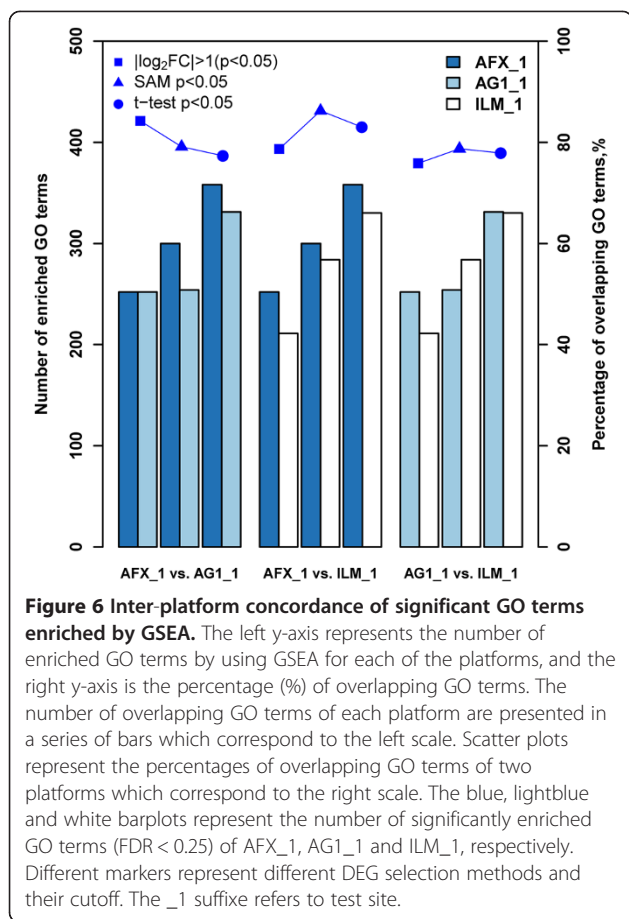 500
400
300
200
100
0
Number of enriched GO terms
|log2FC|>1(p<0.05)
SAM p<0.05
t−test p<0.05
AFX_1
AG1_1
ILM_1
100
80
60
40
20
0
Percentage of overlapping GO terms,%
AFX_1 vs. AG1_1
AFX_1 vs. ILM_1
AG1_1 vs. ILM_1
Figure 6 Inter-platform concordance of significant GO terms
enriched by GSEA. The left y-axis represents the number of
enriched GO terms by using GSEA for each of the platforms, and the
right y-axis is the percentage (%) of overlapping GO terms. The
number of overlapping GO terms of each platform are presented in
a series of bars which correspond to the left scale. Scatter plots
represent the percentages of overlapping GO terms of two
platforms which correspond to the right scale. The blue, lightblue
and white barplots represent the number of significantly enriched
GO terms (FDR < 0.25) of AFX_1, AG1_1 and ILM_1, respectively.
Different markers represent different DEG selection methods and
their cutoff. The _1 suffixe refers to test site.